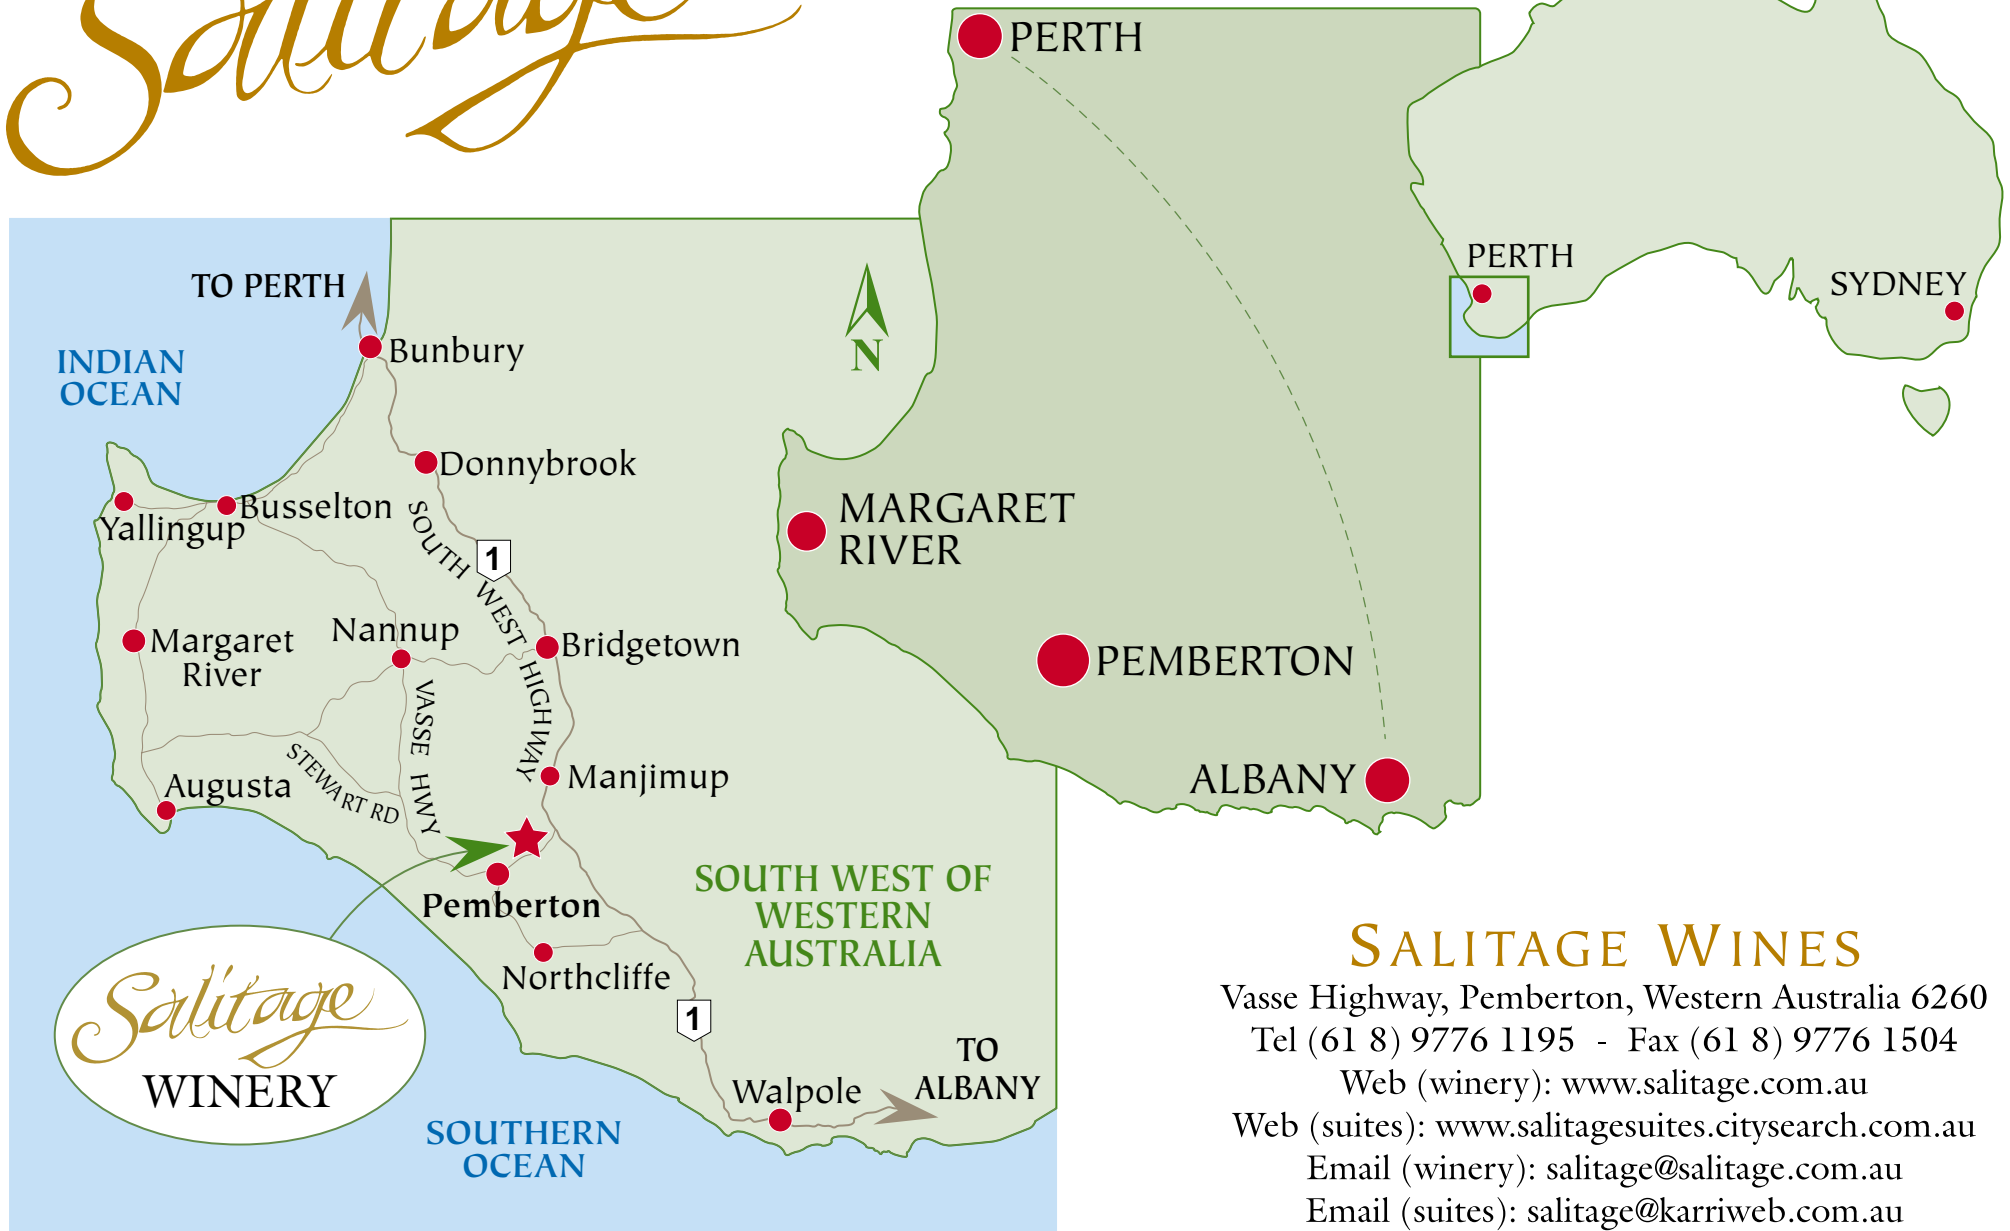 Salitage
PERTH
MARGARET
RIVER
PEMBERTON
ALBANY
PERTH
SYDNEY
TO PERTH
INDIAN
OCEAN
N
Bunbury
Donnybrook
Busselton
Yallingup
SOUTH WEST HIGHWAY
1
Margaret
River
Nannup
Bridgetown
VASSE HWY
STEWART RD
Augusta
Manjimup
Pemberton
Northcliffe
SOUTH WEST OF
WESTERN
AUSTRALIA
Salitage
WINERY
1
Walpole
TO
ALBANY
SOUTHERN
OCEAN
SALITAGE WINES
Vasse Highway, Pemberton, Western Australia 6260
Tel (61 8) 9776 1195 - Fax (61 8) 9776 1504
Web (winery): www.salitage.com.au
Web (suites): www.salitagesuites.citysearch.com.au
Email (winery): salitage@salitage.com.au
Email (suites): salitage@karriweb.com.au